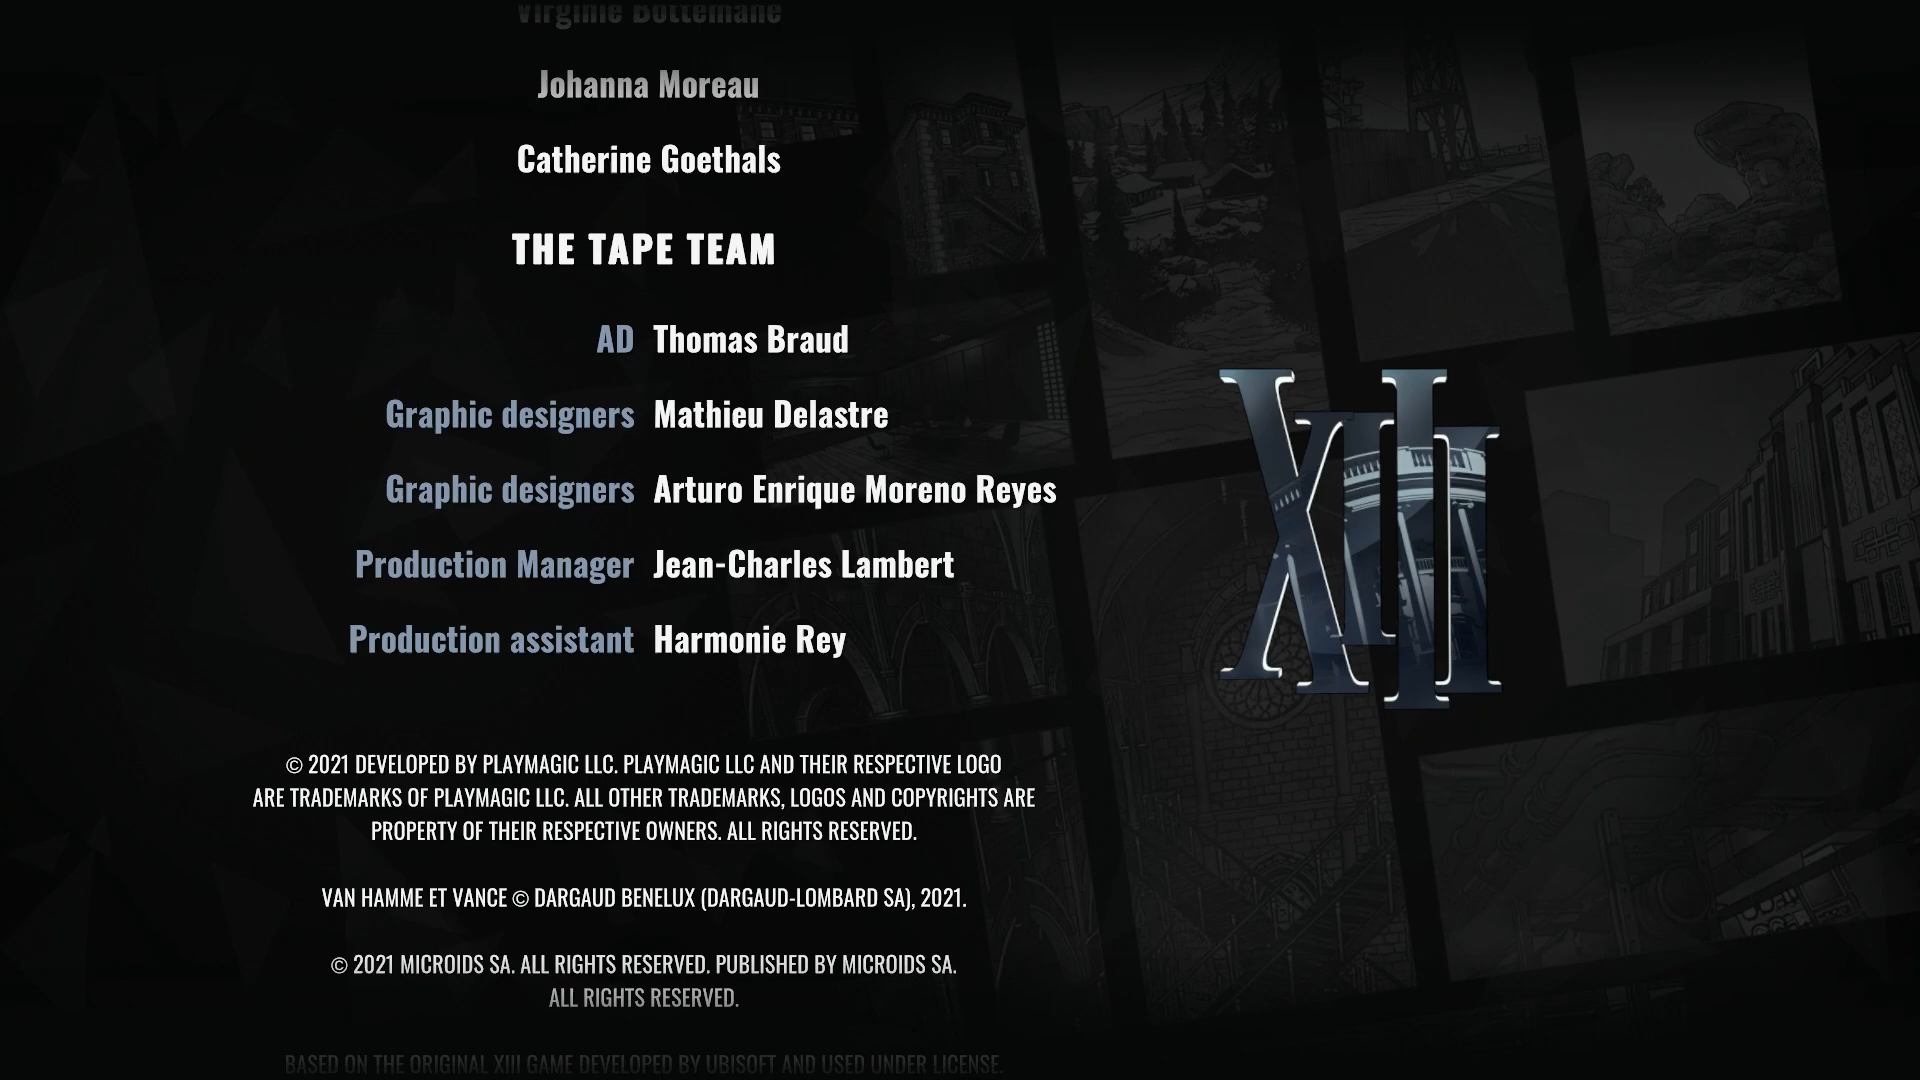 Virginie Bottemane
Johanna Moreau
Catherine Goethals
THE TAPE TEAM
AD Thomas Braud
Graphic designers Mathieu Delastre
Graphic designers Arturo Enrique Moreno Reyes
Production Manager Jean-Charles Lambert
Production assistant Harmonie Rey
XIII
© 2021 DEVELOPED BY PLAYMAGIC LLC. PLAYMAGIC LLC AND THEIR RESPECTIVE LOGO
ARE TRADEMARKS OF PLAYMAGIC LLC. ALL OTHER TRADEMARKS, LOGOS AND COPYRIGHTS ARE
PROPERTY OF THEIR RESPECTIVE OWNERS. ALL RIGHTS RESERVED.
VAN HAMME ET VANCE © DARGAUD BENELUX (DARGAUD-LOMBARD SA), 2021.
© 2021 MICROIDS SA. ALL RIGHTS RESERVED. PUBLISHED BY MICROIDS SA.
ALL RIGHTS RESERVED.
BASED ON THE ORIGINAL XIII GAME DEVELOPED BY UBISOFT AND USED UNDER LICENSE.